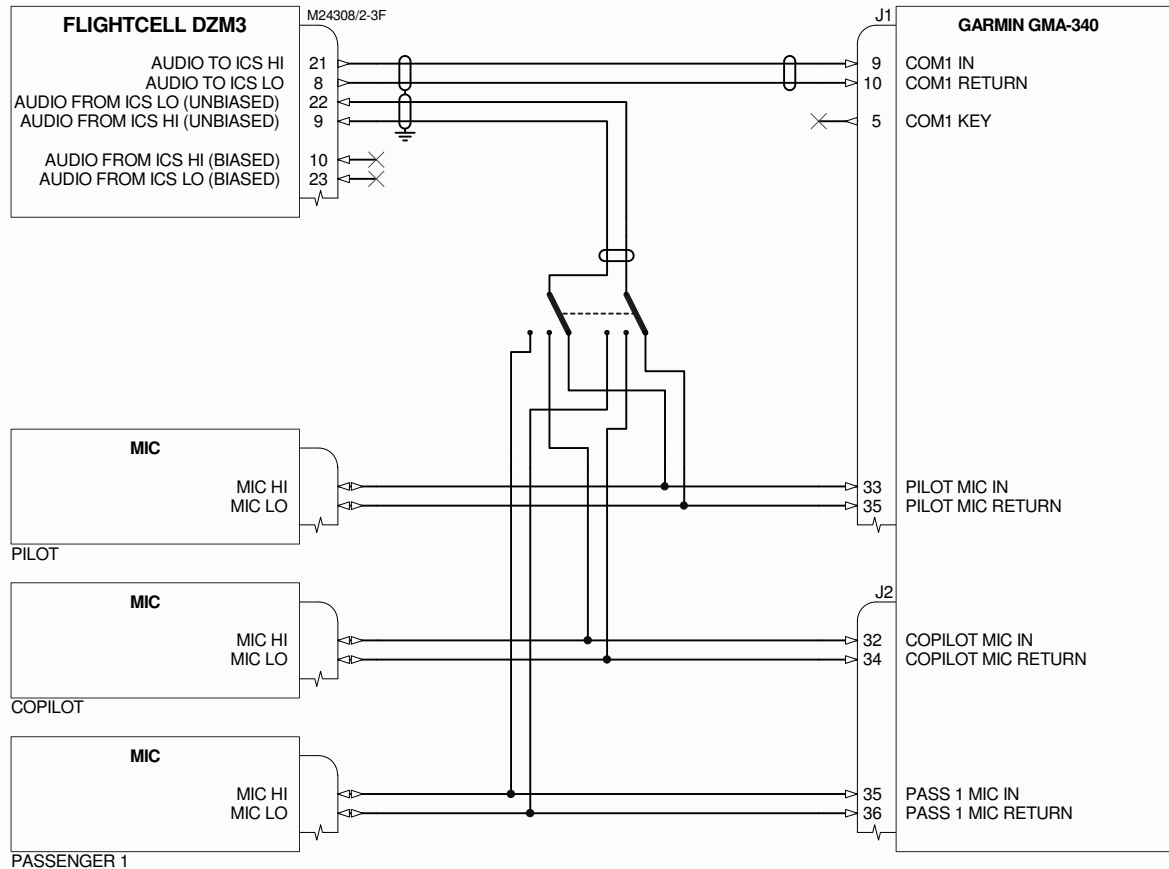 FLIGHTCELL DZM3
M24308/2-3F
J1
GARMIN GMA-340
AUDIO TO ICS HI 21
9 COM1 IN
AUDIO TO ICS LO 8
10 COM1 RETURN
AUDIO FROM ICS LO (UNBIASED) 22
AUDIO FROM ICS HI (UNBIASED) 9
5 COM1 KEY
AUDIO FROM ICS HI (BIASED) 10
AUDIO FROM ICS LO (BIASED) 23
MIC
MIC HI
33 PILOT MIC IN
MIC LO
35 PILOT MIC RETURN
PILOT
J2
MIC
MIC HI
32 COPILOT MIC IN
MIC LO
34 COPILOT MIC RETURN
COPILOT
MIC
MIC HI
35 PASS 1 MIC IN
MIC LO
36 PASS 1 MIC RETURN
PASSENGER 1